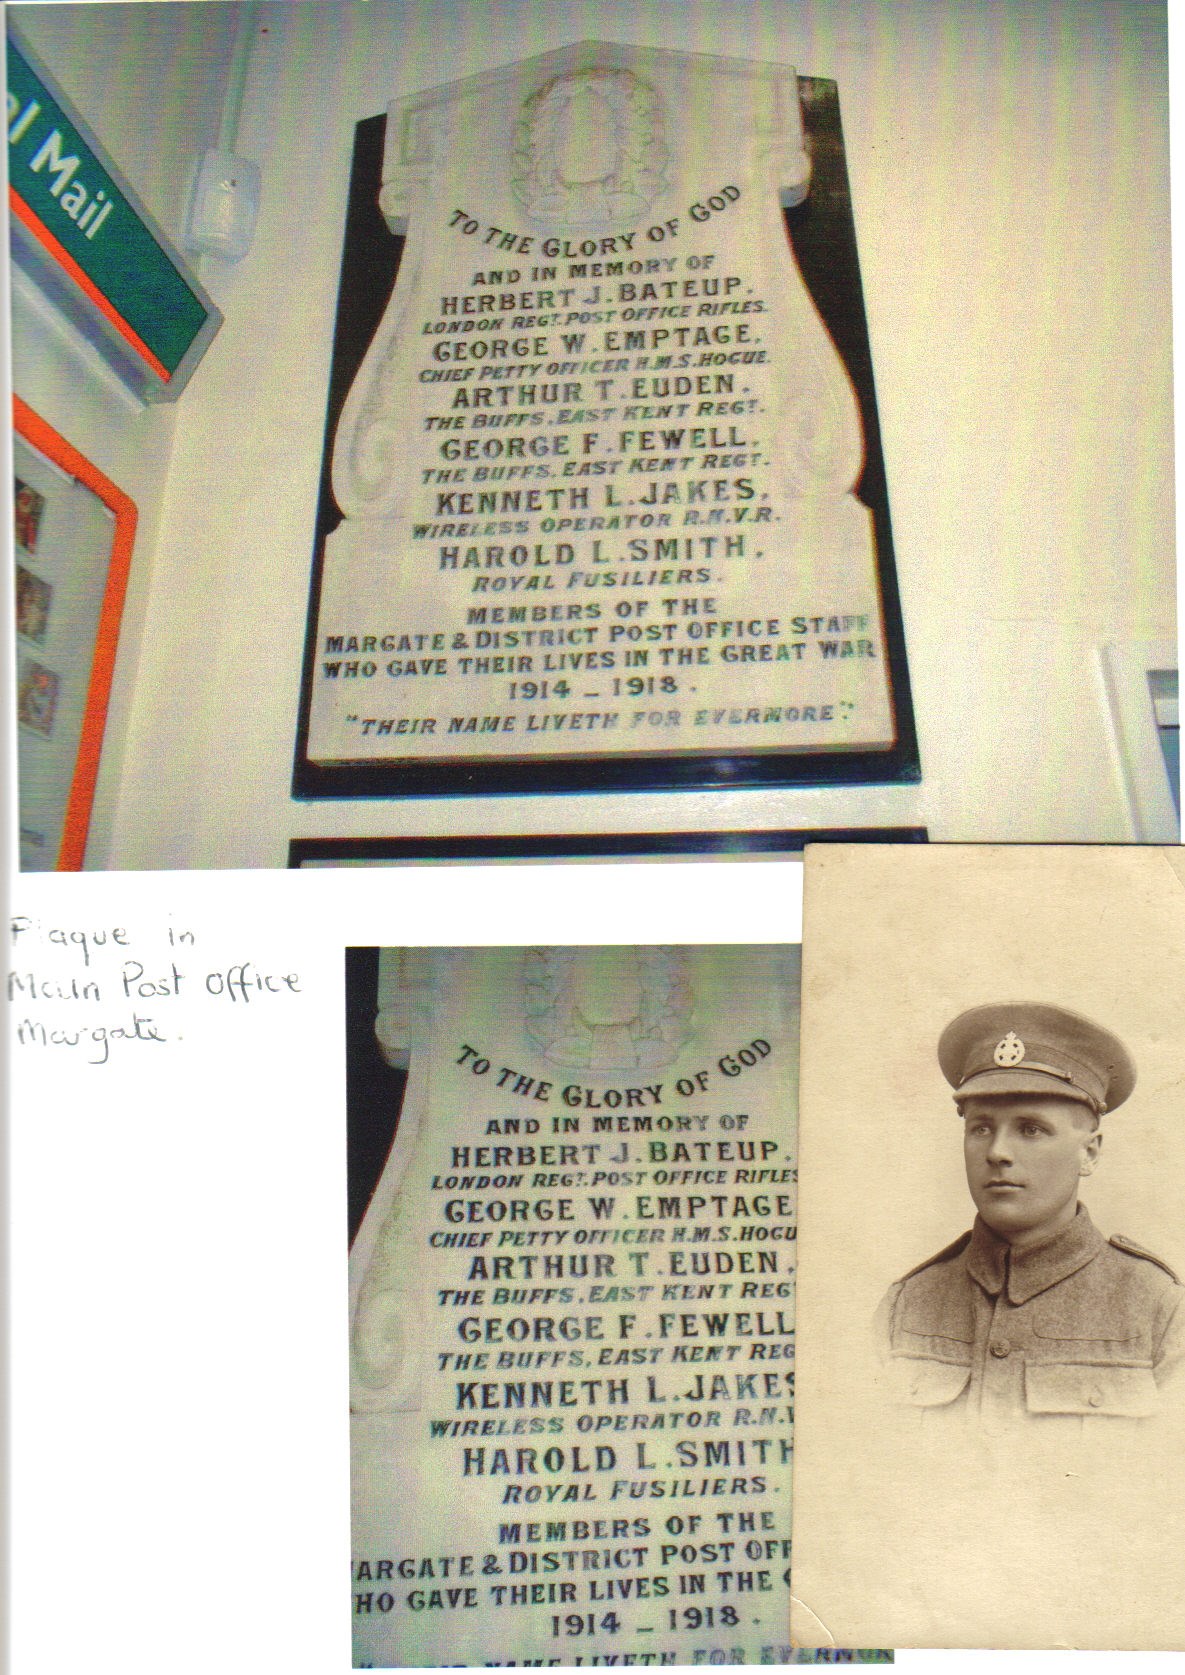 l Mail
TO THE GLORY OF GOD
AND IN MEMORY OF
HERBERT J. BATEUP.
LONDON REGT. POST OFFICE RIFLES.
GEORGE W. EMPTAGE.
CHIEF PETTY OFFICER H.M.S. HOGUE.
ARTHUR T. EUDEN.
THE BUFFS. EAST KENT REGT.
GEORGE F. FEWELL.
THE BUFFS. EAST KENT REGT.
KENNETH L. JAKES.
WIRELESS OPERATOR R.N.V.R.
HAROLD L. SMITH.
ROYAL FUSILIERS.
MEMBERS OF THE
MARGATE & DISTRICT POST OFFICE STAFF
WHO GAVE THEIR LIVES IN THE GREAT WAR
1914 – 1918.
"THEIR NAME LIVETH FOR EVERMORE".
Plaque in
Main Post Office
Margate.
TO THE GLORY OF GOD
AND IN MEMORY OF
HERBERT J. BATEUP.
LONDON REGT. POST OFFICE RIFLES
GEORGE W. EMPTAGE
CHIEF PETTY OFFICER H.M.S. HOGU
ARTHUR T. EUDEN.
THE BUFFS. EAST KENT REG
GEORGE F. FEWELL
THE BUFFS. EAST KENT REG
KENNETH L. JAKES
WIRELESS OPERATOR R.N.V
HAROLD L. SMITH
ROYAL FUSILIERS.
MEMBERS OF THE
ARGATE & DISTRICT POST OFF
HO GAVE THEIR LIVES IN THE
1914 – 1918.
NAME LIVETH FOR EVERMOR